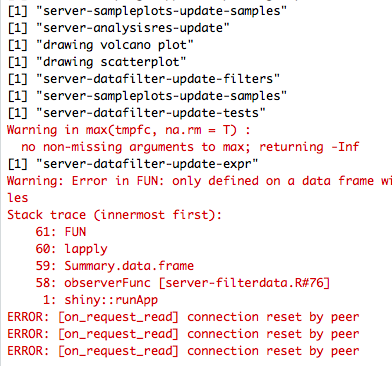 [1] "server-sampleplots-update-samples"
[1] "server-analysisres-update"
[1] "drawing volcano plot"
[1] "drawing scatterplot"
[1] "server-datafilter-update-filters"
[1] "server-sampleplots-update-samples"
[1] "server-datafilter-update-tests"
Warning in max(tmpfc, na.rm = T) :
no non-missing arguments to max; returning -Inf
[1] "server-datafilter-update-expr"
Warning: Error in FUN: only defined on a data frame wi
les
Stack trace (innermost first):
61: FUN
60: lapply
59: Summary.data.frame
58: observerFunc [server-filterdata.R#76]
1: shiny::runApp
ERROR: [on_request_read] connection reset by peer
ERROR: [on_request_read] connection reset by peer
ERROR: [on_request_read] connection reset by peer